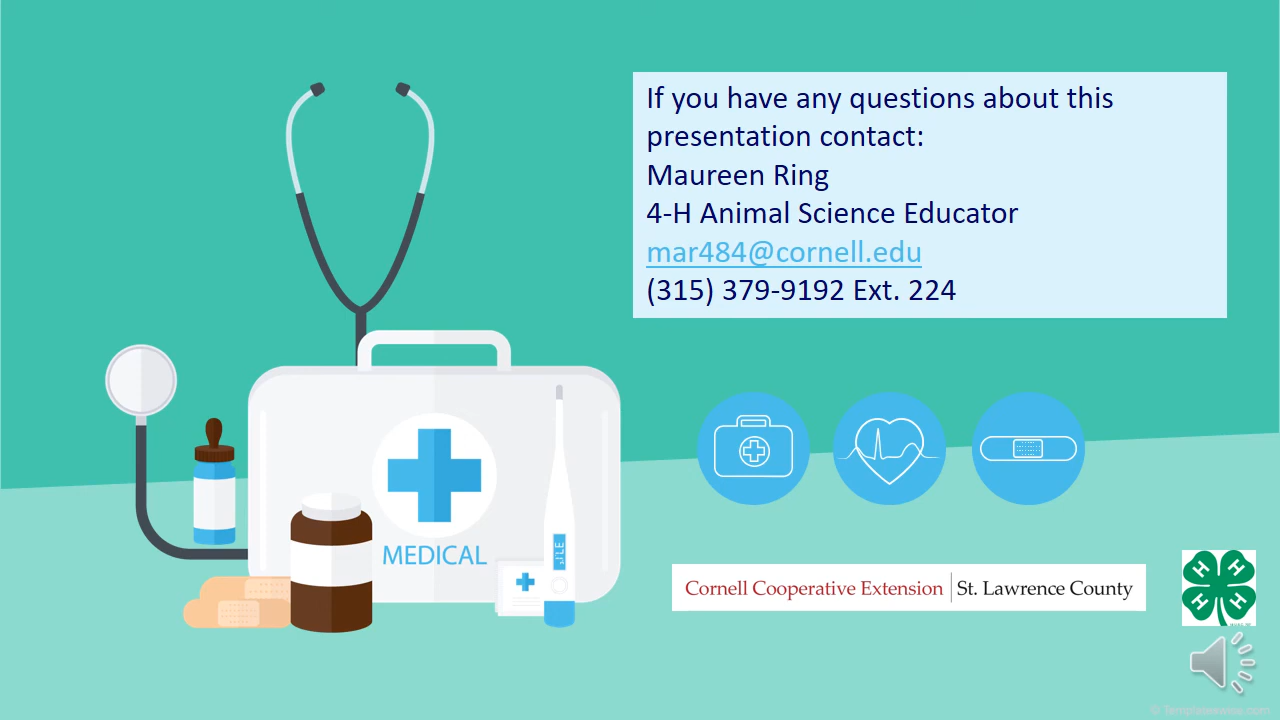 If you have any questions about this
presentation contact:
Maureen Ring
4-H Animal Science Educator
mar484@cornell.edu
(315) 379-9192 Ext. 224
MEDICAL
Cornell Cooperative Extension | St. Lawrence County
H H
H H